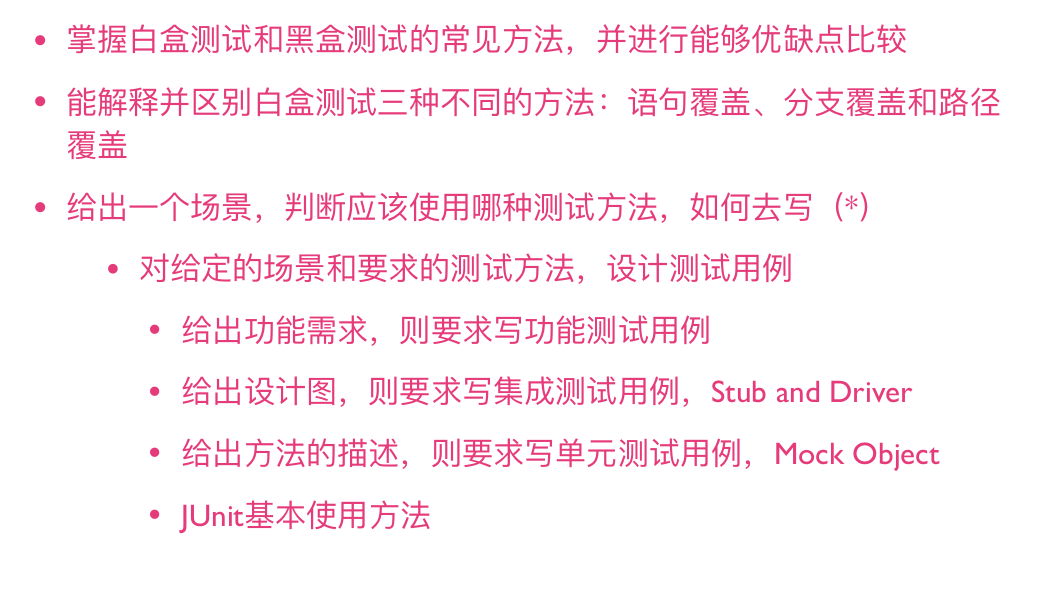 • 掌握白盒测试和黑盒测试的常见方法，并进行能够优缺点比较
• 能解释并区别白盒测试三种不同的方法：语句覆盖、分支覆盖和路径
覆盖
• 给出一个场景，判断应该使用哪种测试方法，如何去写（*）
• 对给定的场景和要求的测试方法，设计测试用例
• 给出功能需求，则要求写功能测试用例
• 给出设计图，则要求写集成测试用例，Stub and Driver
• 给出方法的描述，则要求写单元测试用例，Mock Object
• JUnit基本使用方法